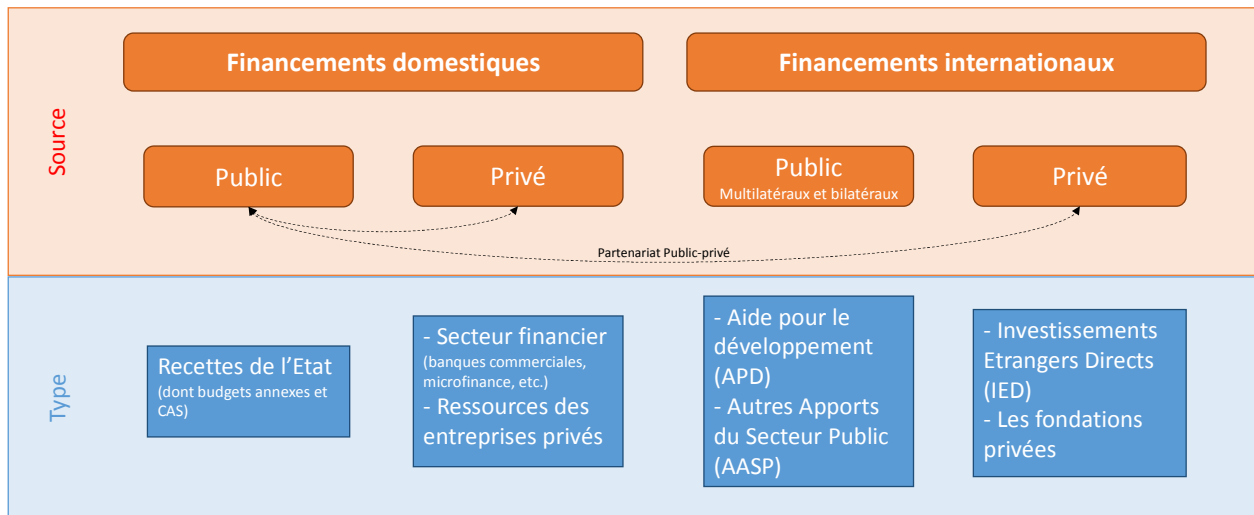 Financements domestiques
Financements internationaux
Source
Public
Privé
Public
Multilatéraux et bilatéraux
Privé
Partenariat Public-privé
Type
Recettes de l’Etat
(dont budgets annexes et
CAS)
- Secteur financier
(banques commerciales,
microfinance, etc.)
- Ressources des
entreprises privés
- Aide pour le
développement
(APD)
- Autres Apports
du Secteur Public
(AASP)
- Investissements
Etrangers Directs
(IED)
- Les fondations
privées